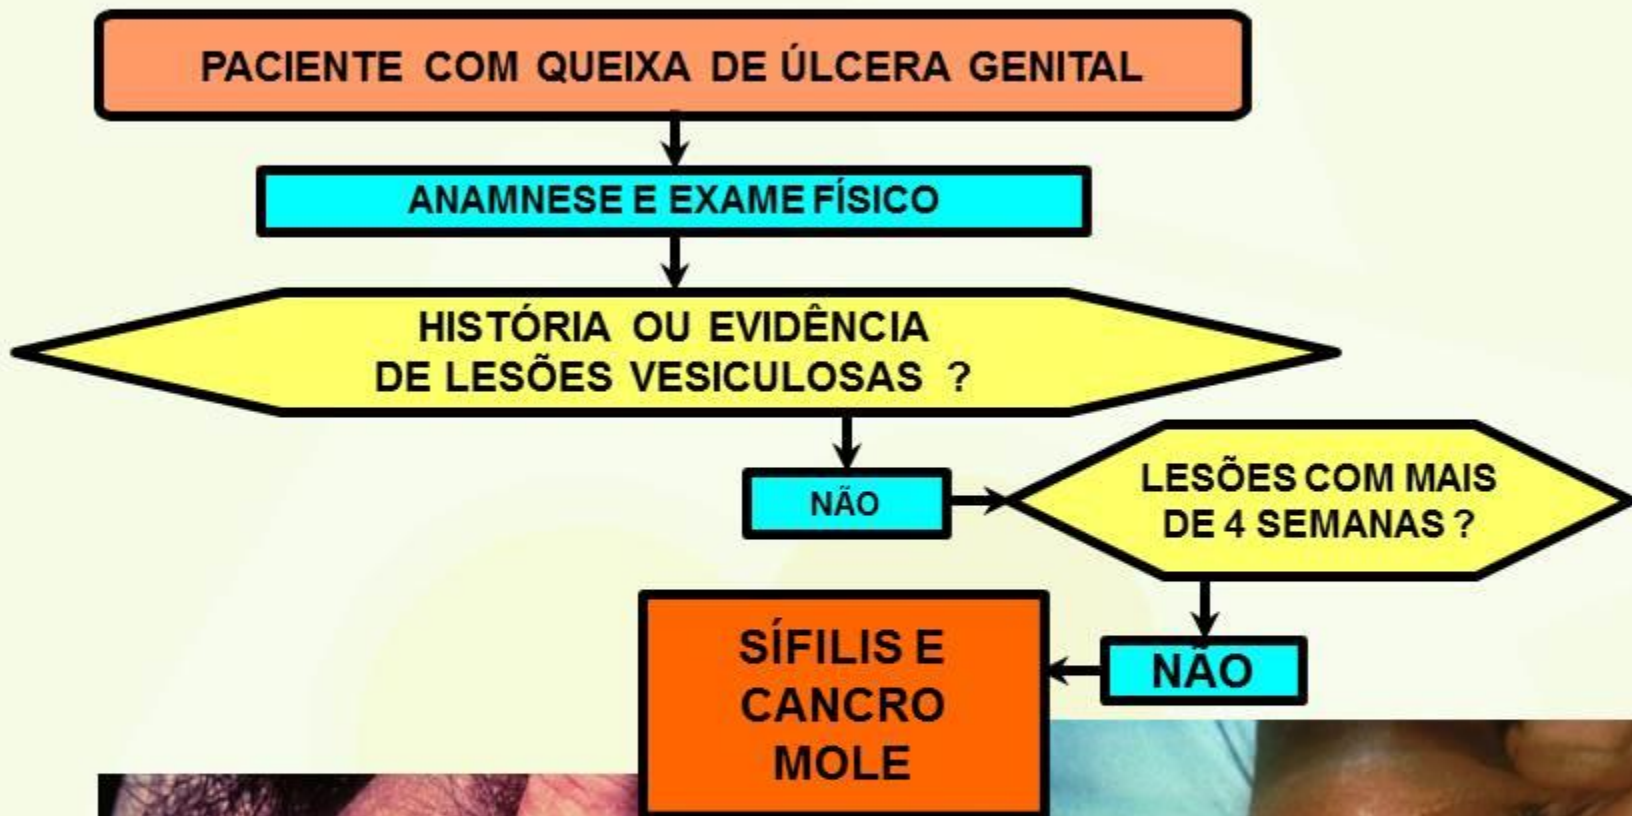 PACIENTE COM QUEIXA DE ÚLCERA GENITAL
ANAMNESE E EXAME FÍSICO
HISTÓRIA OU EVIDÊNCIA
DE LESÕES VESICULOSAS ?
NÃO
LESÕES COM MAIS
DE 4 SEMANAS ?
NÃO
SÍFILIS E
CANCRO
MOLE